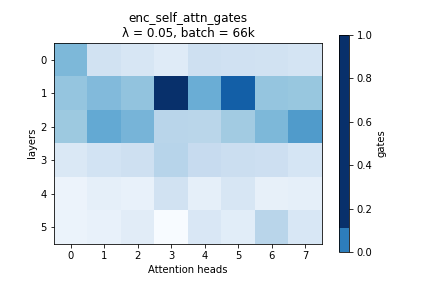 enc_self_attn_gates
λ = 0.05, batch = 66k
0
1
2
3
4
5
layers
0 1 2 3 4 5 6 7
Attention heads
1.0
0.8
0.6
0.4
0.2
0.0
gates